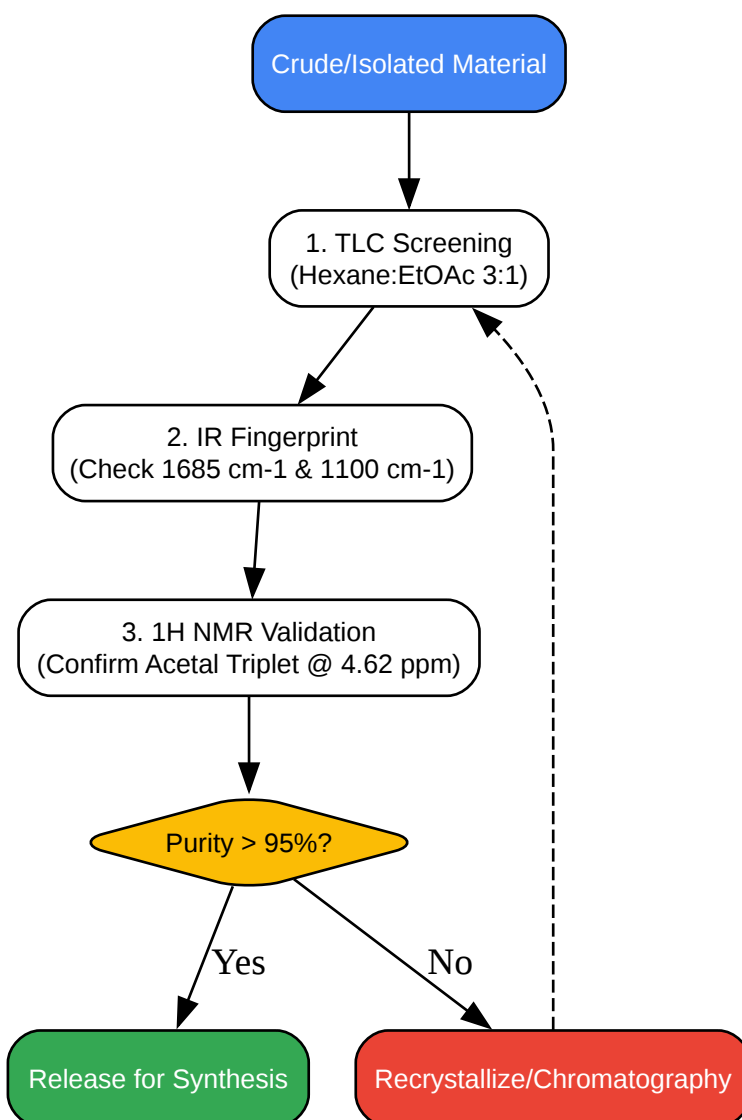 Crude/Isolated Material
1. TLC Screening
(Hexane:EtOAc 3:1)
2. IR Fingerprint
(Check 1685 cm-1 & 1100 cm-1)
3. 1H NMR Validation
(Confirm Acetal Triplet @ 4.62 ppm)
Purity > 95%?
Yes
No
Release for Synthesis
Recrystallize/Chromatography